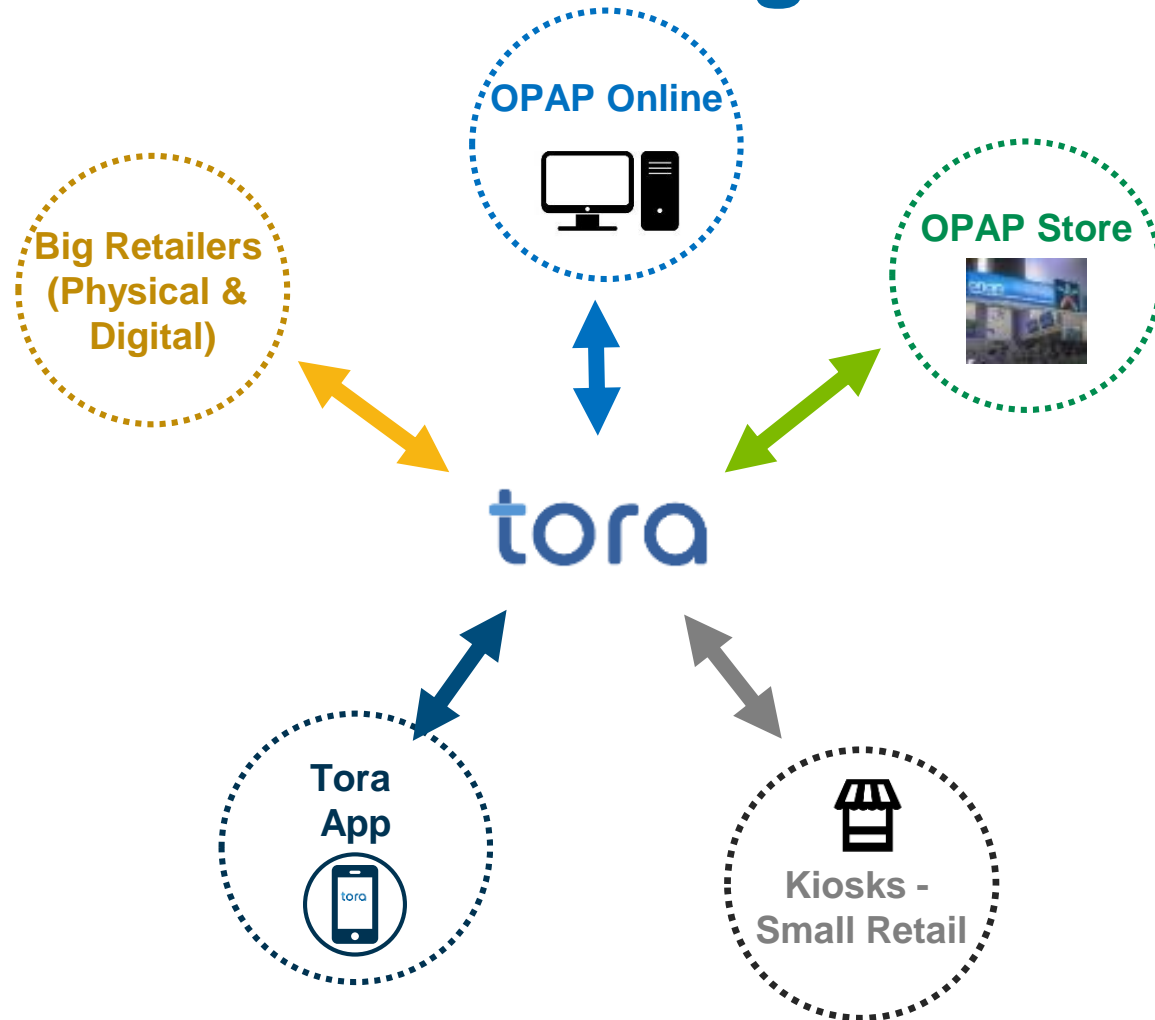 OPAP Online
OPAP Store
Big Retailers
(Physical &
Digital)
tora
Tora
App
tora
Kiosks -
Small Retail